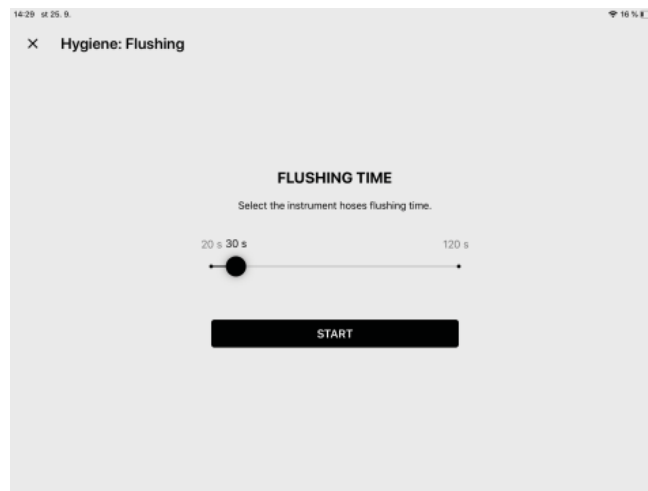 14:29 st 25. 9. 16 %
× Hygiene: Flushing
FLUSHING TIME
Select the instrument hoses flushing time.
20 s 30 s 120 s
START